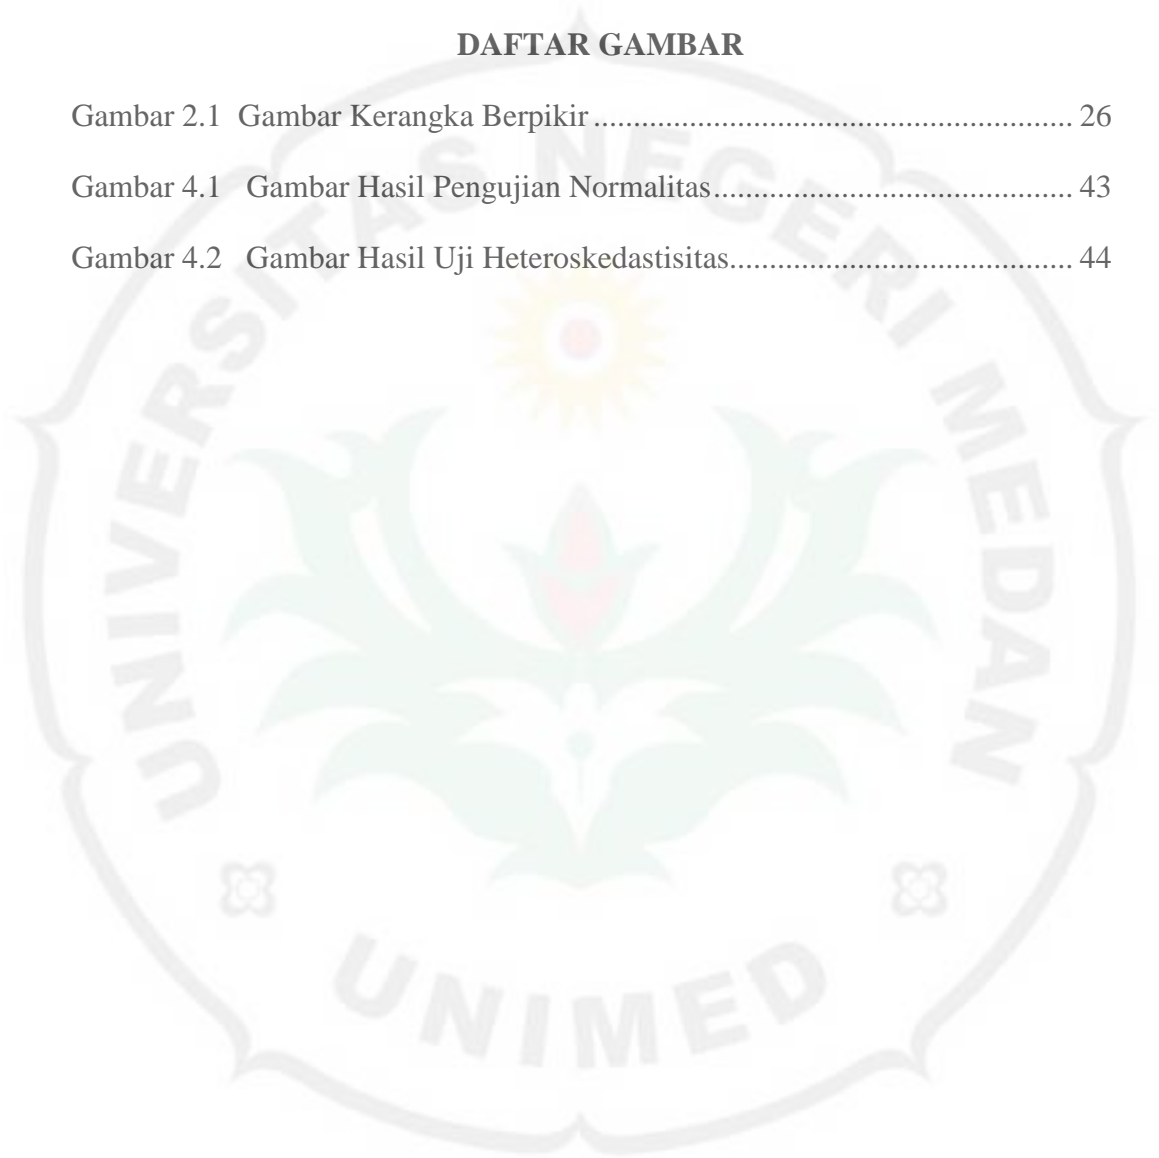 DAFTAR GAMBAR
Gambar 2.1 Gambar Kerangka Berpikir ............................................................ 26
Gambar 4.1 Gambar Hasil Pengujian Normalitas ............................................. 43
Gambar 4.2 Gambar Hasil Uji Heteroskedastisitas ........................................... 44
UNIVERSITAS NEGERI MEDAN
UNIMED